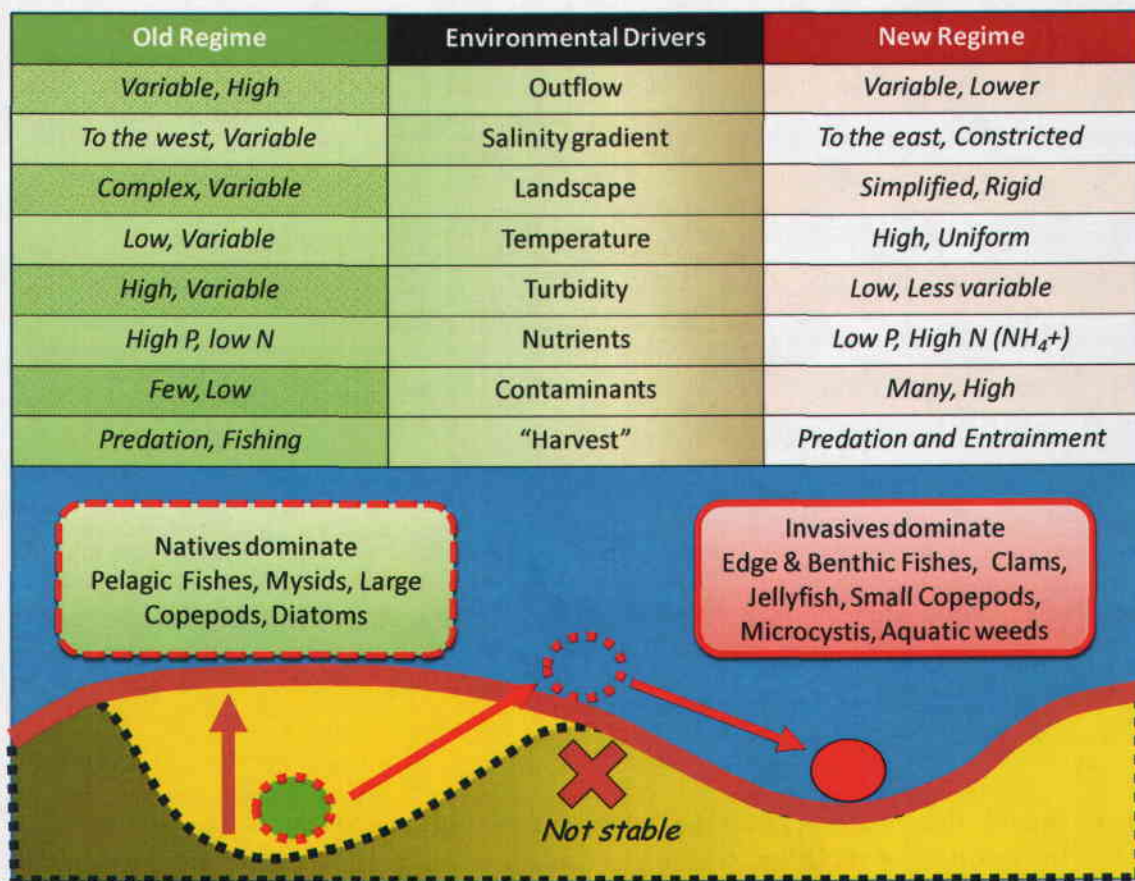 Old Regime Environmental Drivers New Regime
Variable, High Outflow Variable, Lower
To the west, Variable Salinity gradient To the east, Constricted
Complex, Variable Landscape Simplified, Rigid
Low, Variable Temperature High, Uniform
High, Variable Turbidity Low, Less variable
High P, low N Nutrients Low P, High N (NH₄+)
Few, Low Contaminants Many, High
Predation, Fishing “Harvest” Predation and Entrainment
Natives dominate
Pelagic Fishes, Mysids, Large
Copepods, Diatoms
Invasives dominate
Edge & Benthic Fishes, Clams,
Jellyfish, Small Copepods,
Microcystis, Aquatic weeds
Not stable